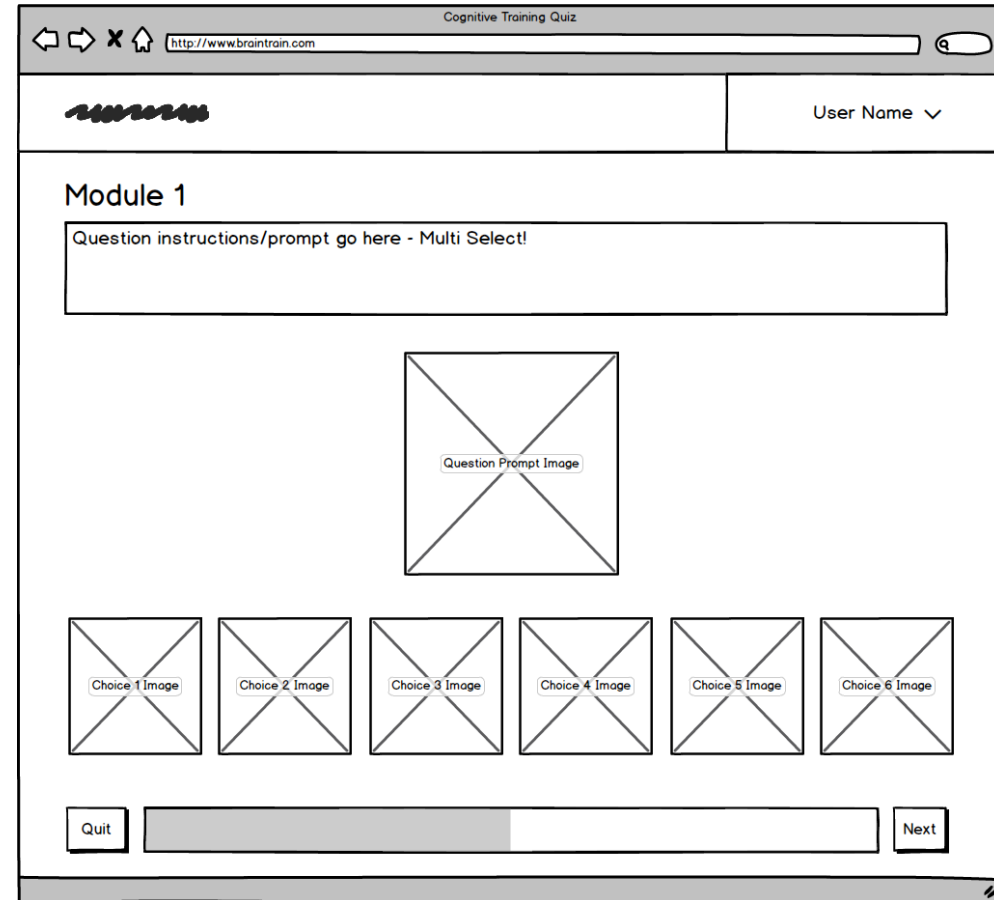 Cognitive Training Quiz
http://www.braintrain.com
User Name
Module 1
Question instructions/prompt go here - Multi Select!
Question Prompt Image
Choice 1 Image
Choice 2 Image
Choice 3 Image
Choice 4 Image
Choice 5 Image
Choice 6 Image
Quit
Next